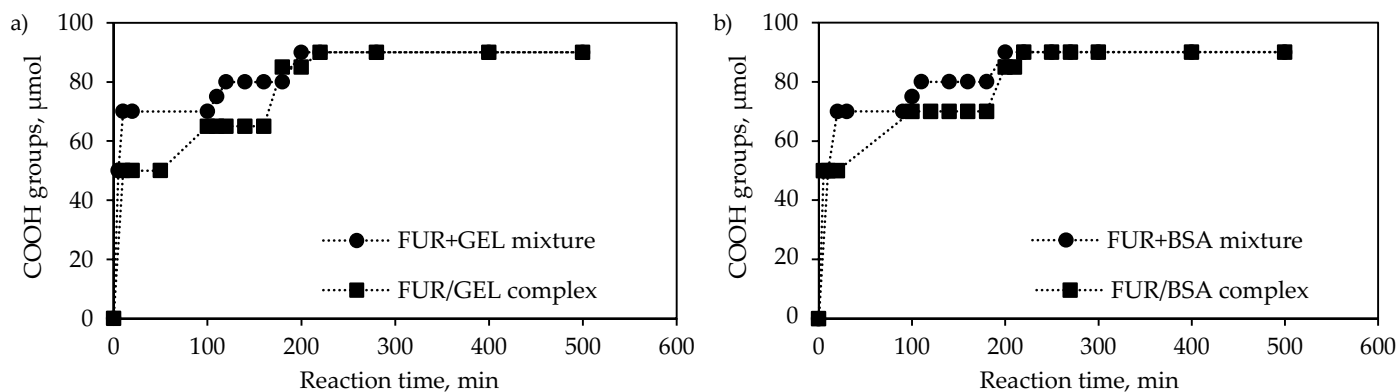 a)
COOH groups, µmol
100
80
60
40
20
0
FUR+GEL mixture
FUR/GEL complex
0 100 200 300 400 500 600
Reaction time, min
b)
COOH groups, µmol
100
80
60
40
20
0
FUR+BSA mixture
FUR/BSA complex
0 100 200 300 400 500 600
Reaction time, min